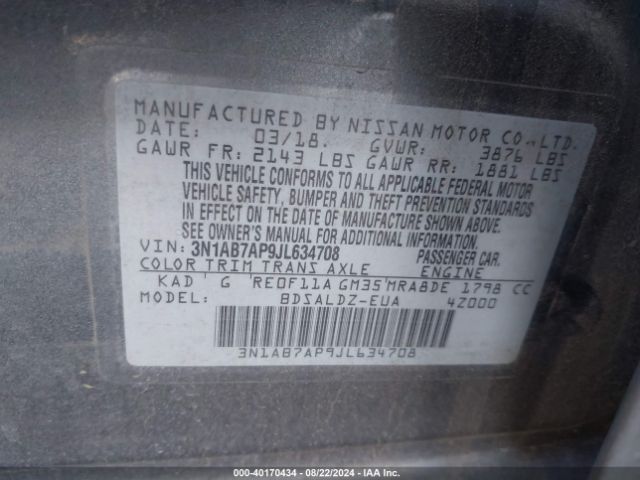 MANUFACTURED BY NISSAN MOTOR CO., LTD.
DATE: 03/18. GVWR: 3876 LBS
GAWR FR: 2143 LBS GAWR RR: 1881 LBS
THIS VEHICLE CONFORMS TO ALL APPLICABLE FEDERAL MOTOR
VEHICLE SAFETY, BUMPER AND THEFT PREVENTION STANDARDS
IN EFFECT ON THE DATE OF MANUFACTURE SHOWN ABOVE.
SEE OWNER'S MANUAL FOR ADDITIONAL INFORMATION.
VIN: 3N1AB7AP9JL634708 PASSENGER CAR.
COLOR TRIM TRANS AXLE ENGINE
KAD G RE0F11A GM35 MRA8DE 1798 CC
MODEL: BDSALDZ-EUA 4Z000
3N1AB7AP9JL634708
000-40170434 - 08/22/2024 - IAA Inc.